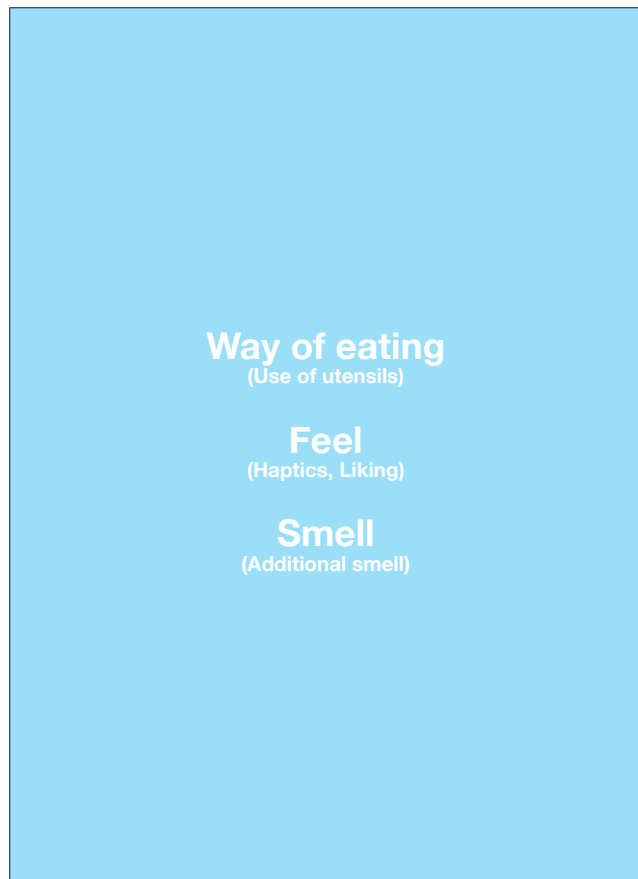 Way of eating
(Use of utensils)
Feel
(Haptics, Liking)
Smell
(Additional smell)